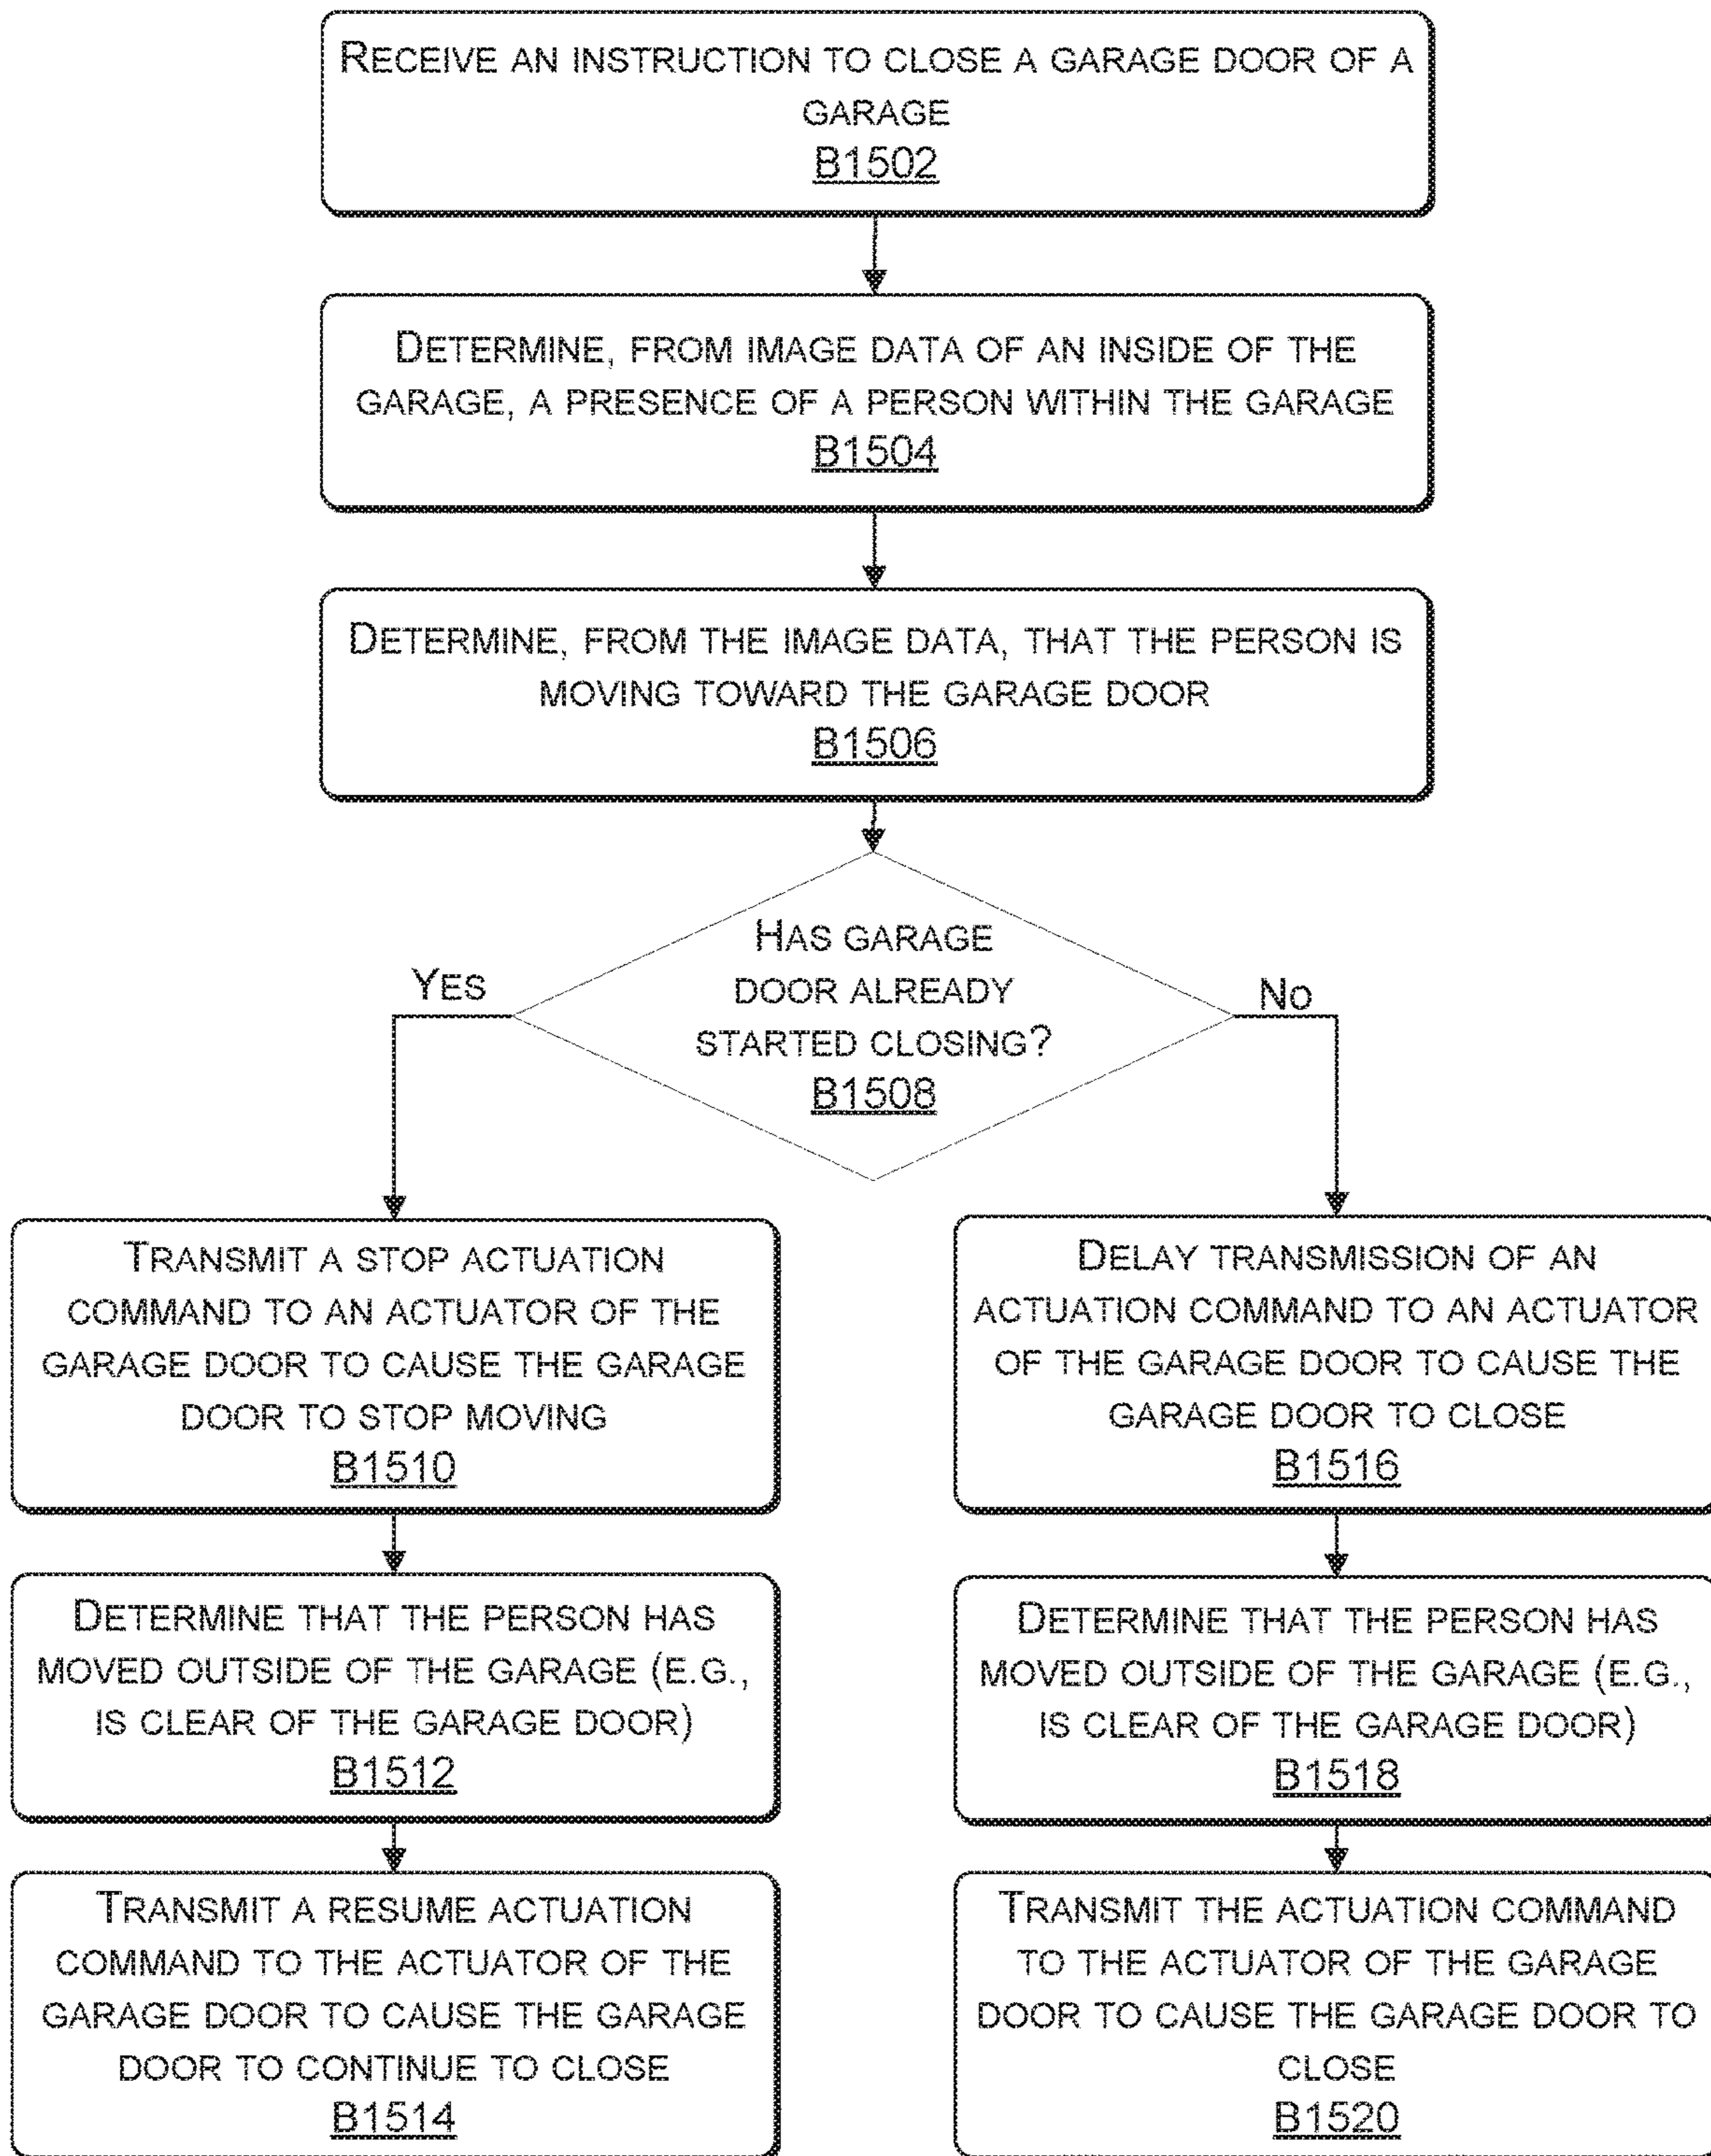 RECEIVE AN INSTRUCTION TO CLOSE A GARAGE DOOR OF A
GARAGE
B1502
DETERMINE, FROM IMAGE DATA OF AN INSIDE OF THE
GARAGE, A PRESENCE OF A PERSON WITHIN THE GARAGE
B1504
DETERMINE, FROM THE IMAGE DATA, THAT THE PERSON IS
MOVING TOWARD THE GARAGE DOOR
B1506
HAS GARAGE
DOOR ALREADY
STARTED CLOSING?
B1508
YES
NO
TRANSMIT A STOP ACTUATION
COMMAND TO AN ACTUATOR OF THE
GARAGE DOOR TO CAUSE THE GARAGE
DOOR TO STOP MOVING
B1510
DETERMINE THAT THE PERSON HAS
MOVED OUTSIDE OF THE GARAGE (E.G.,
IS CLEAR OF THE GARAGE DOOR)
B1512
TRANSMIT A RESUME ACTUATION
COMMAND TO THE ACTUATOR OF THE
GARAGE DOOR TO CAUSE THE GARAGE
DOOR TO CONTINUE TO CLOSE
B1514
DELAY TRANSMISSION OF AN
ACTUATION COMMAND TO AN ACTUATOR
OF THE GARAGE DOOR TO CAUSE THE
GARAGE DOOR TO CLOSE
B1516
DETERMINE THAT THE PERSON HAS
MOVED OUTSIDE OF THE GARAGE (E.G.,
IS CLEAR OF THE GARAGE DOOR)
B1518
TRANSMIT THE ACTUATION COMMAND
TO THE ACTUATOR OF THE GARAGE
DOOR TO CAUSE THE GARAGE DOOR TO
CLOSE
B1520